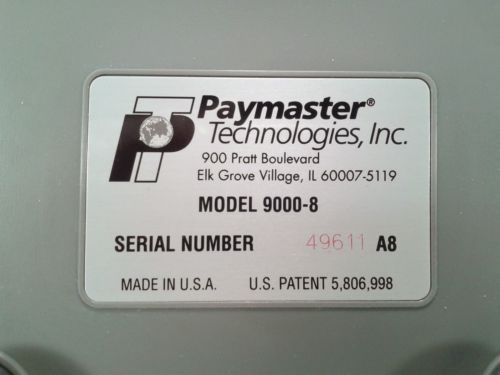 PT Paymaster®
Technologies, Inc.
900 Pratt Boulevard
Elk Grove Village, IL 60007-5119
MODEL 9000-8
SERIAL NUMBER 49611 A8
MADE IN U.S.A. U.S. PATENT 5,806,998